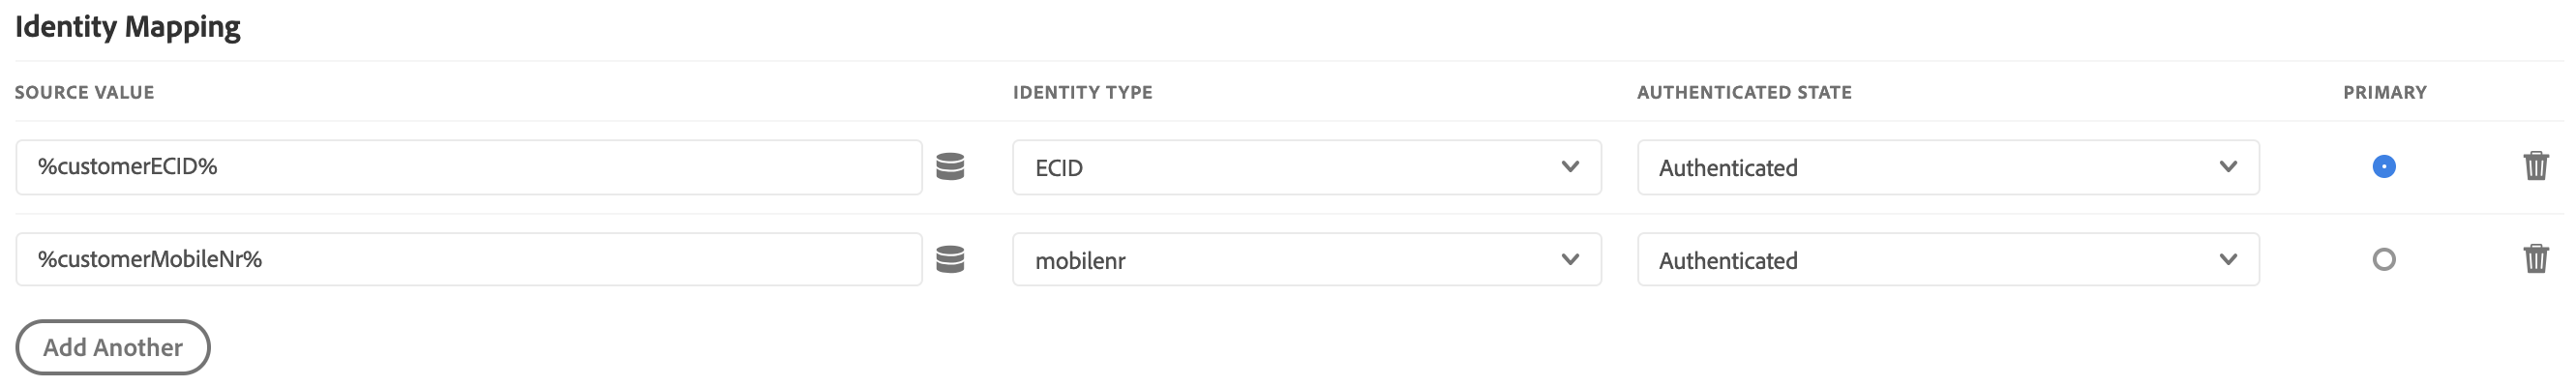 Identity Mapping
SOURCE VALUE IDENTITY TYPE AUTHENTICATED STATE PRIMARY
%customerECID% ECID Authenticated
%customerMobileNr% mobilenr Authenticated
Add Another